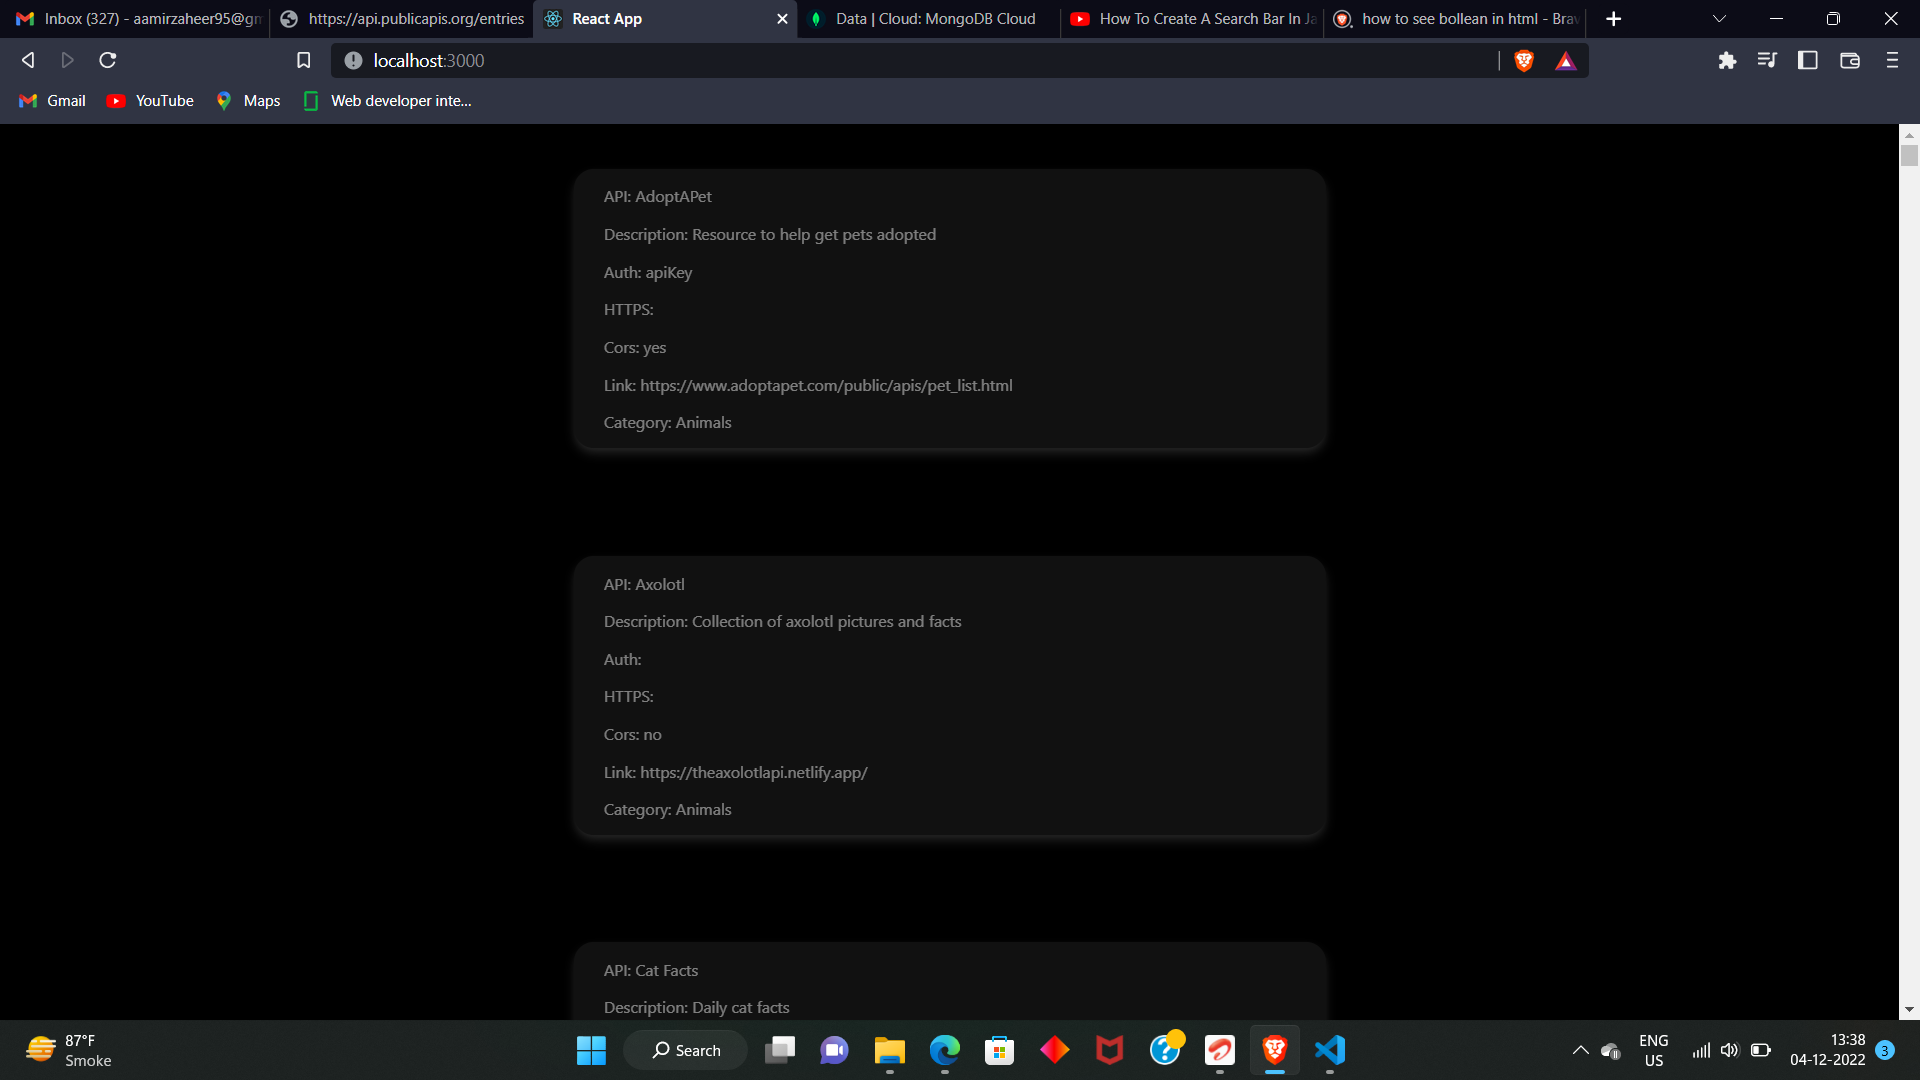 Inbox (327) - aamirzaheer95@gm
https://api.publicapis.org/entries
React App
Data | Cloud: MongoDB Cloud
How To Create A Search Bar In Ja
how to see bollean in html - Brav
localhost:3000
Gmail
YouTube
Maps
Web developer inte...
API: AdoptAPet
Description: Resource to help get pets adopted
Auth: apiKey
HTTPS:
Cors: yes
Link: https://www.adoptapet.com/public/apis/pet_list.html
Category: Animals
API: Axolotl
Description: Collection of axolotl pictures and facts
Auth:
HTTPS:
Cors: no
Link: https://theaxolotlapi.netlify.app/
Category: Animals
API: Cat Facts
Description: Daily cat facts
87°F
Smoke
Search
ENG
US
13:38
04-12-2022
3